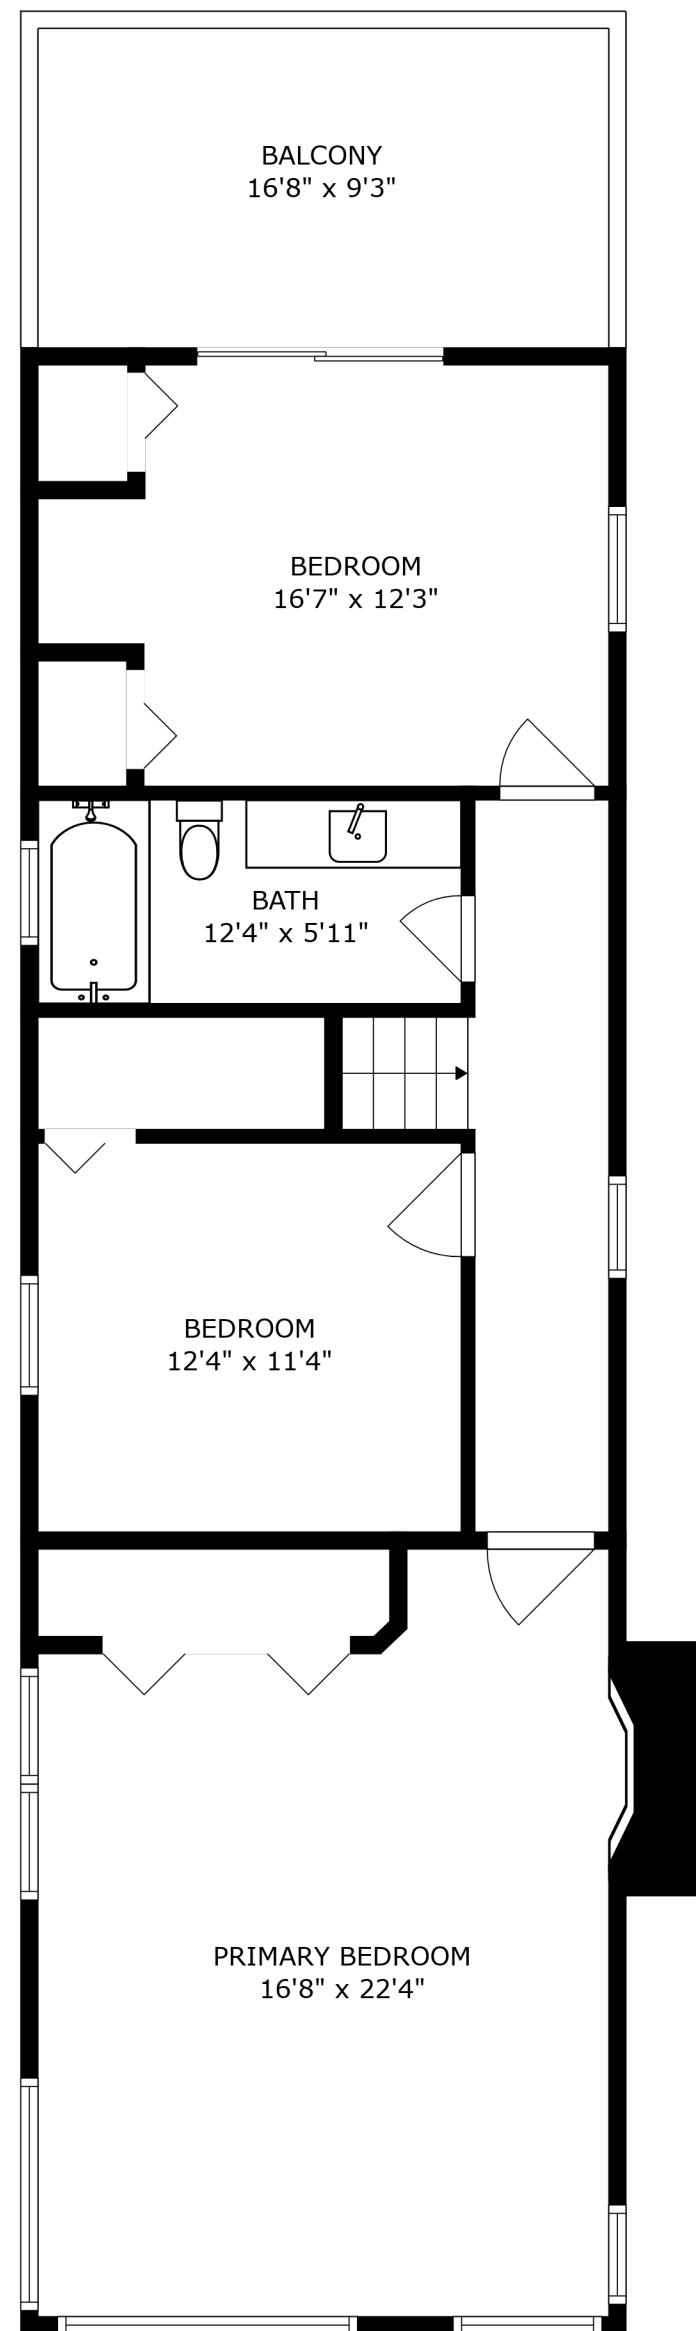 BALCONY
16'8" x 9'3"
BEDROOM
16'7" x 12'3"
BATH
12'4" x 5'11"
BEDROOM
12'4" x 11'4"
PRIMARY BEDROOM
16'8" x 22'4"